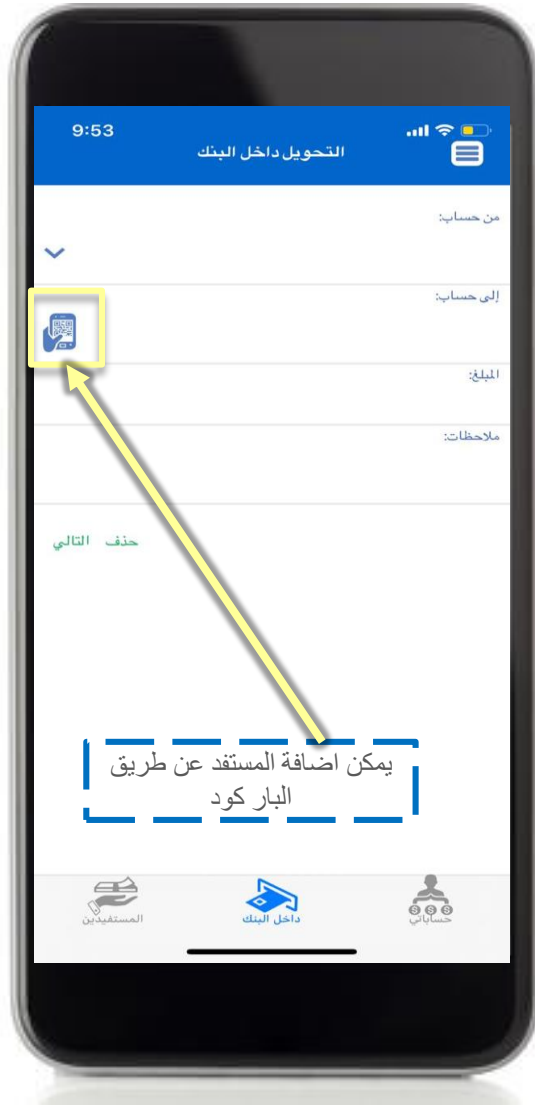 9:53
التحويل داخل البنك
من حساب:
إلى حساب:
المبلغ:
ملاحظات:
حذف التالي
يمكن اضافة المستفد عن طريق
البار كود
حساباتي
داخل البنك
المستفيدين